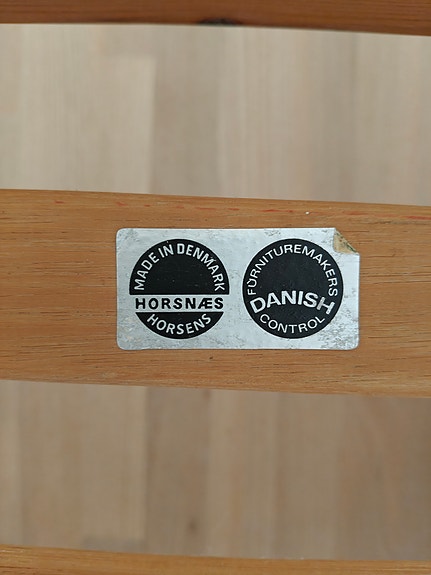 MADE IN DENMARK
HORSNÆS
HORSENS
FURNITUREMAKERS
DANISH
CONTROL